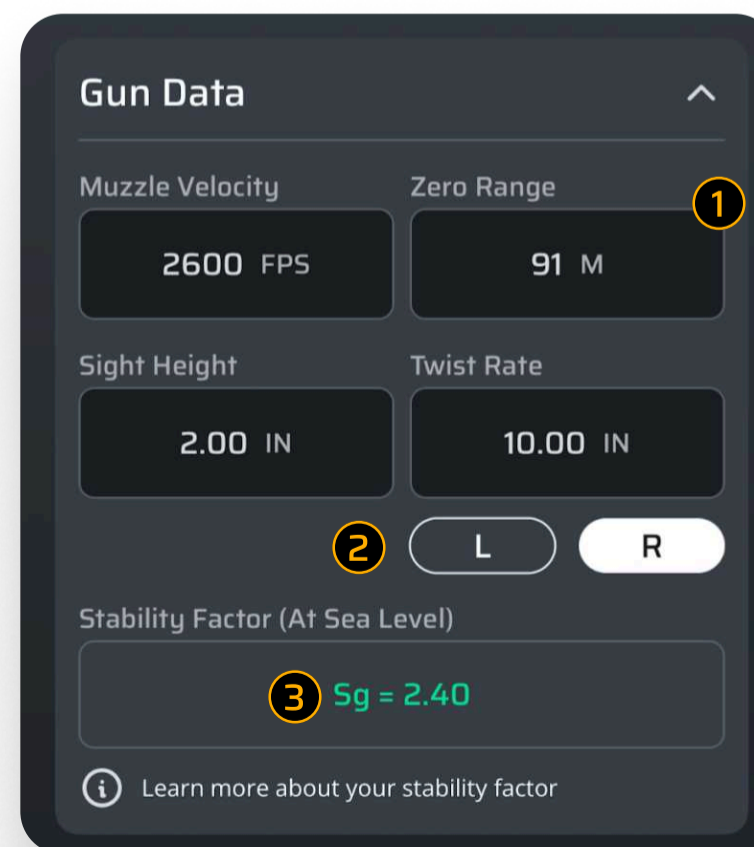 Gun Data
Muzzle Velocity Zero Range
1
2600 FPS 91 M
Sight Height Twist Rate
2.00 IN 10.00 IN
2 L R
Stability Factor (At Sea Level)
3 Sg = 2.40
i Learn more about your stability factor